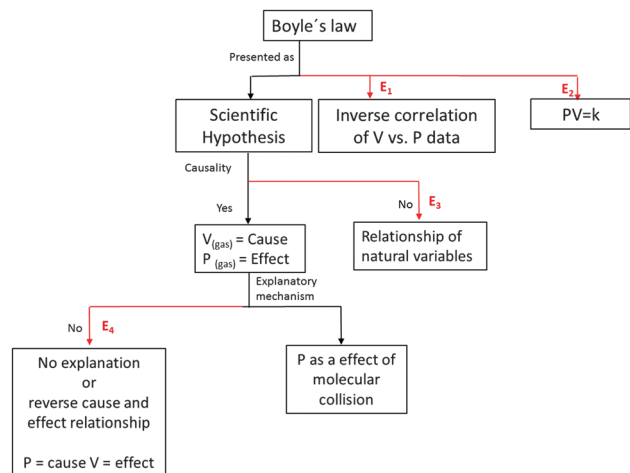 Boyle´s law
Presented as
E1
E2
Scientific
Hypothesis
Inverse correlation
of V vs. P data
PV=k
Causality
Yes
No
E3
V(gas) = Cause
P (gas) = Effect
Relationship of
natural variables
Explanatory
mechanism
No
E4
No explanation
or
reverse cause and
effect relationship
P = cause V = effect
P as a effect of
molecular
collision